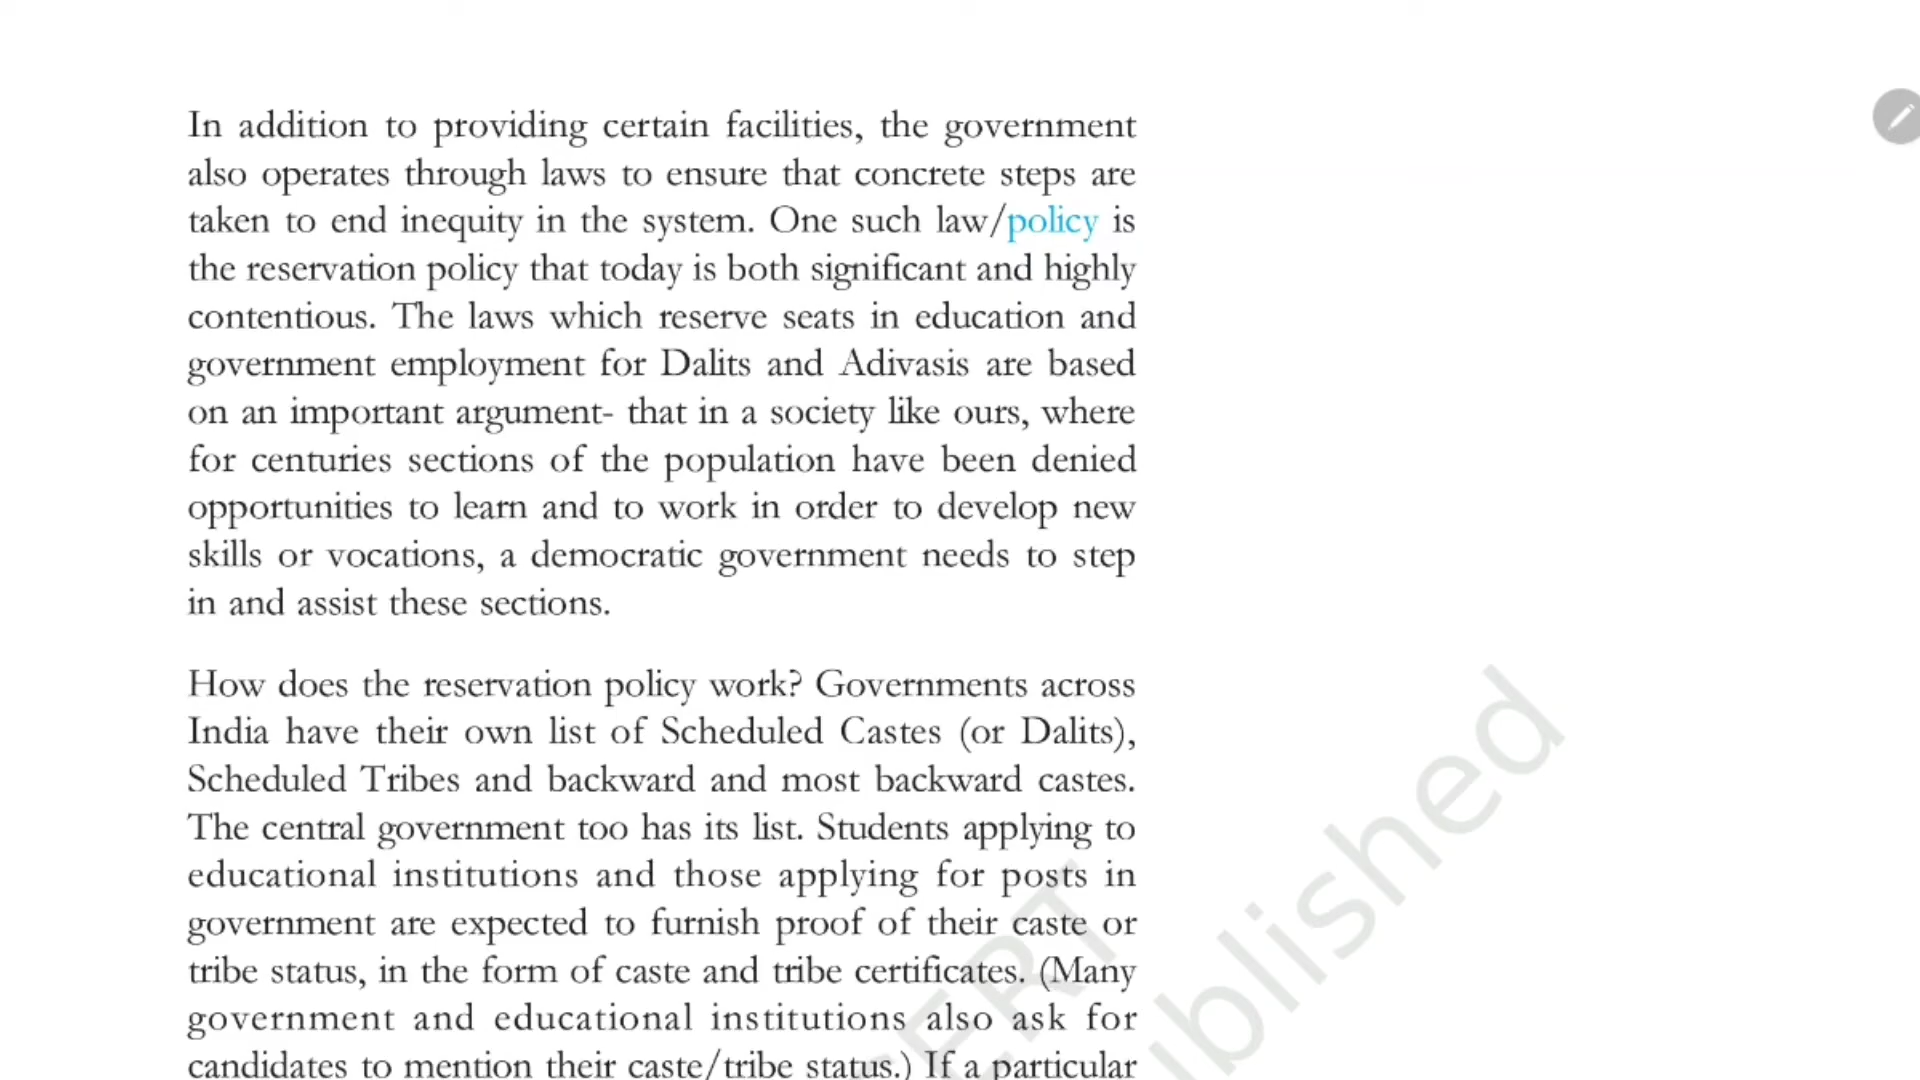 In addition to providing certain facilities, the government
also operates through laws to ensure that concrete steps are
taken to end inequity in the system. One such law/policy is
the reservation policy that today is both significant and highly
contentious. The laws which reserve seats in education and
government employment for Dalits and Adivasis are based
on an important argument- that in a society like ours, where
for centuries sections of the population have been denied
opportunities to learn and to work in order to develop new
skills or vocations, a democratic government needs to step
in and assist these sections.
How does the reservation policy work? Governments across
India have their own list of Scheduled Castes (or Dalits),
Scheduled Tribes and backward and most backward castes.
The central government too has its list. Students applying to
educational institutions and those applying for posts in
government are expected to furnish proof of their caste or
tribe status, in the form of caste and tribe certificates. (Many
government and educational institutions also ask for
candidates to mention their caste/tribe status.) If a particular